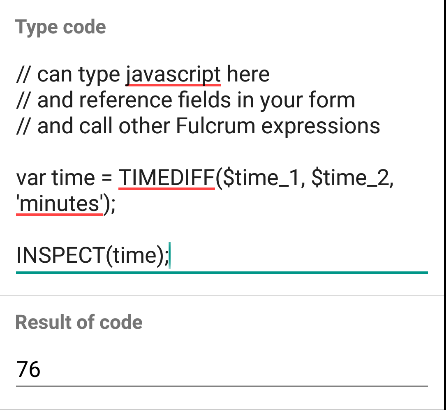 Type code
// can type javascript here
// and reference fields in your form
// and call other Fulcrum expressions
var time = TIMEDIFF($time_1, $time_2,
'minutes');
INSPECT(time);
Result of code
76